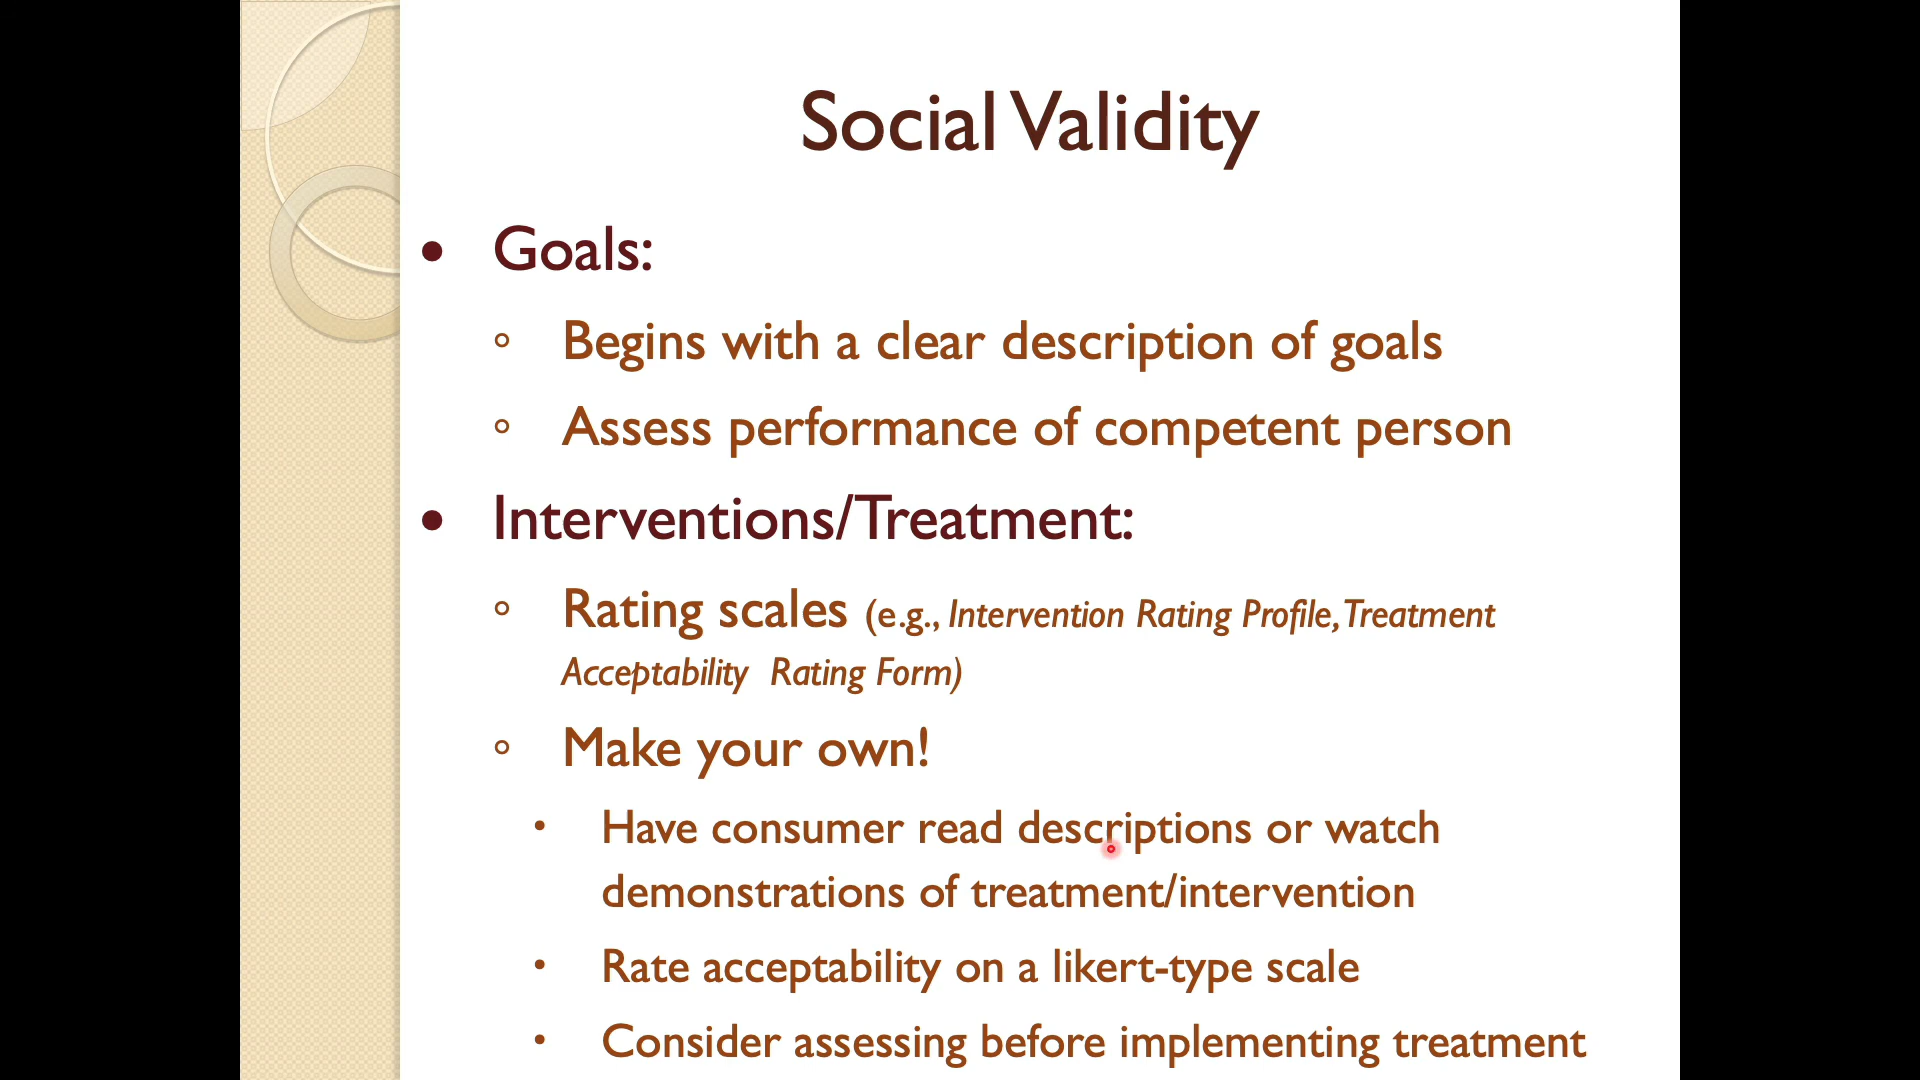 Social Validity
• Goals:
◦ Begins with a clear description of goals
◦ Assess performance of competent person
• Interventions/Treatment:
◦ Rating scales (e.g., Intervention Rating Profile, Treatment
Acceptability Rating Form)
◦ Make your own!
• Have consumer read descriptions or watch
demonstrations of treatment/intervention
• Rate acceptability on a likert-type scale
• Consider assessing before implementing treatment